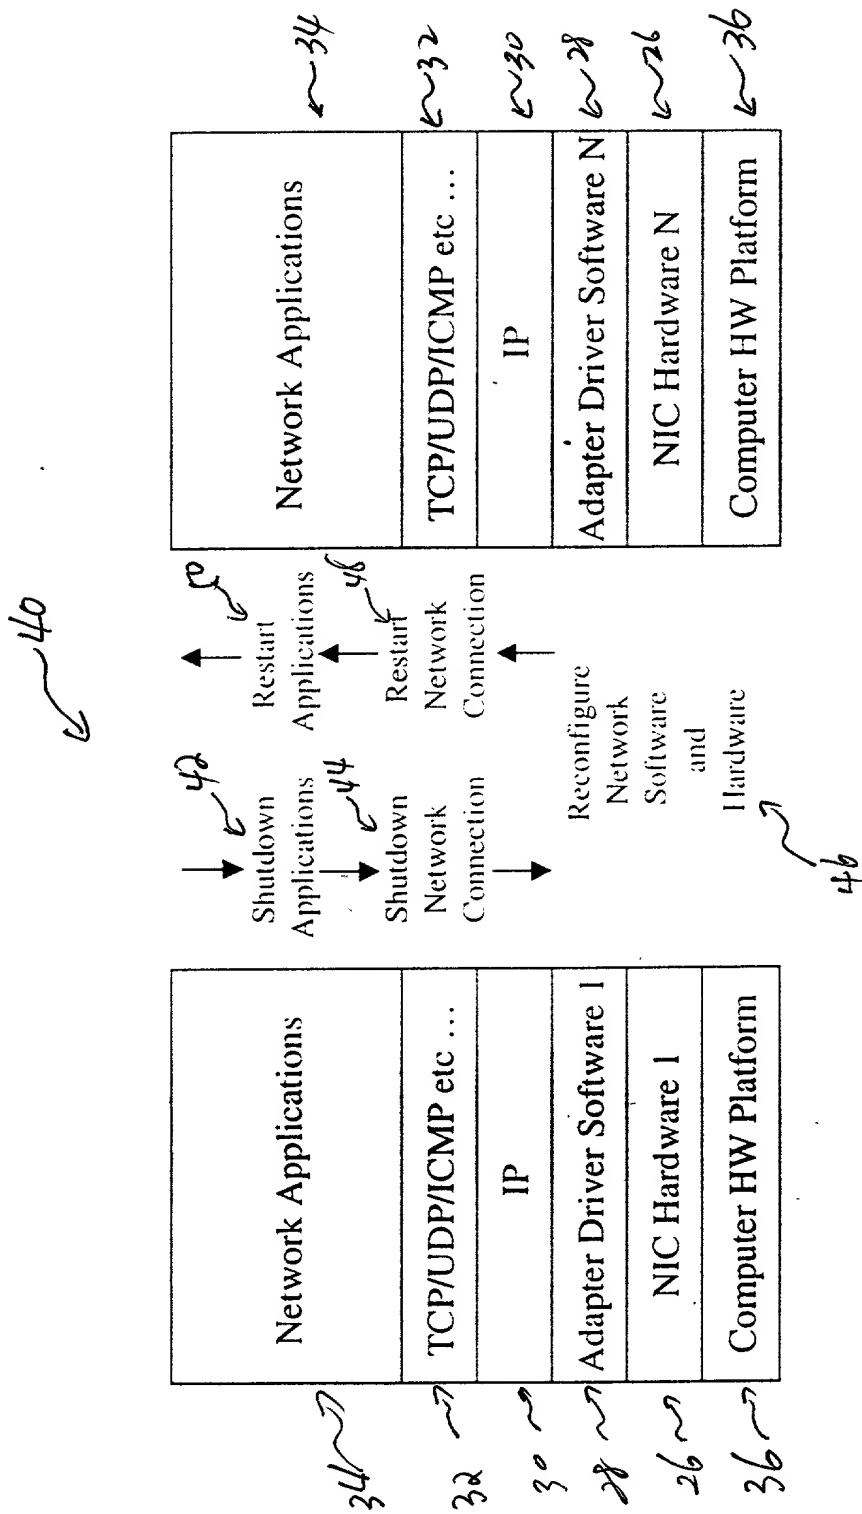 40
Network Applications
TCP/UDP/ICMP etc ...
IP
Adapter Driver Software 1
NIC Hardware 1
Computer HW Platform
34
32
30
28
26
36
42
Shutdown
Applications
44
Shutdown
Network
Connection
Reconfigure
Network
Software
and
Hardware
46
50
Restart
Applications
48
Restart
Network
Connection
Network Applications
TCP/UDP/ICMP etc ...
IP
Adapter Driver Software N
NIC Hardware N
Computer HW Platform
34
32
30
28
26
36